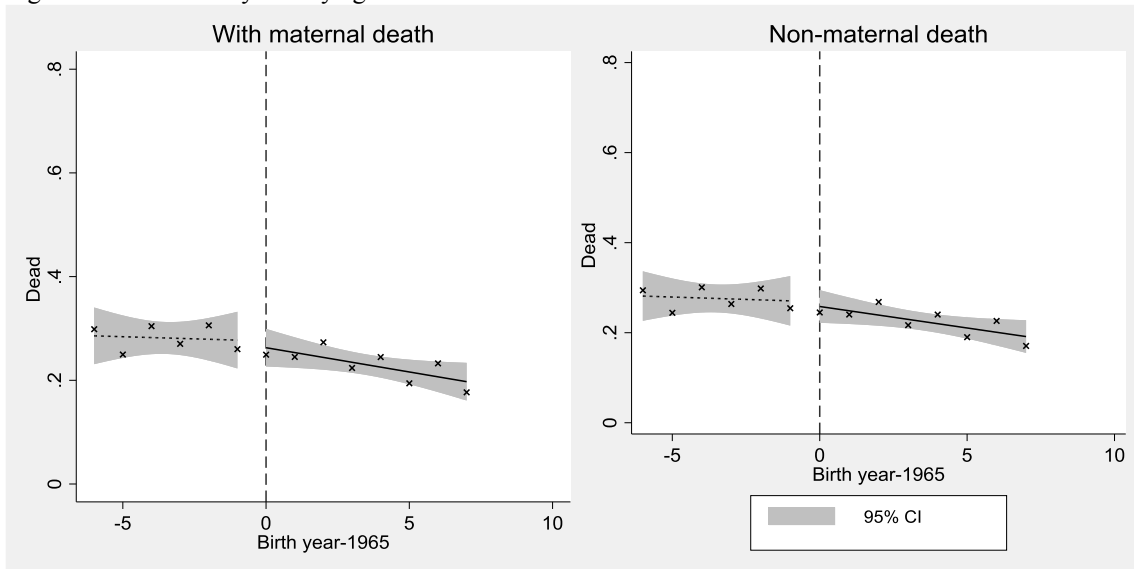 With maternal death
Non-maternal death
Dead
.8
.6
.4
.2
0
-5
0
5
10
Birth year-1965
Dead
.8
.6
.4
.2
0
-5
0
5
10
Birth year-1965
95% CI